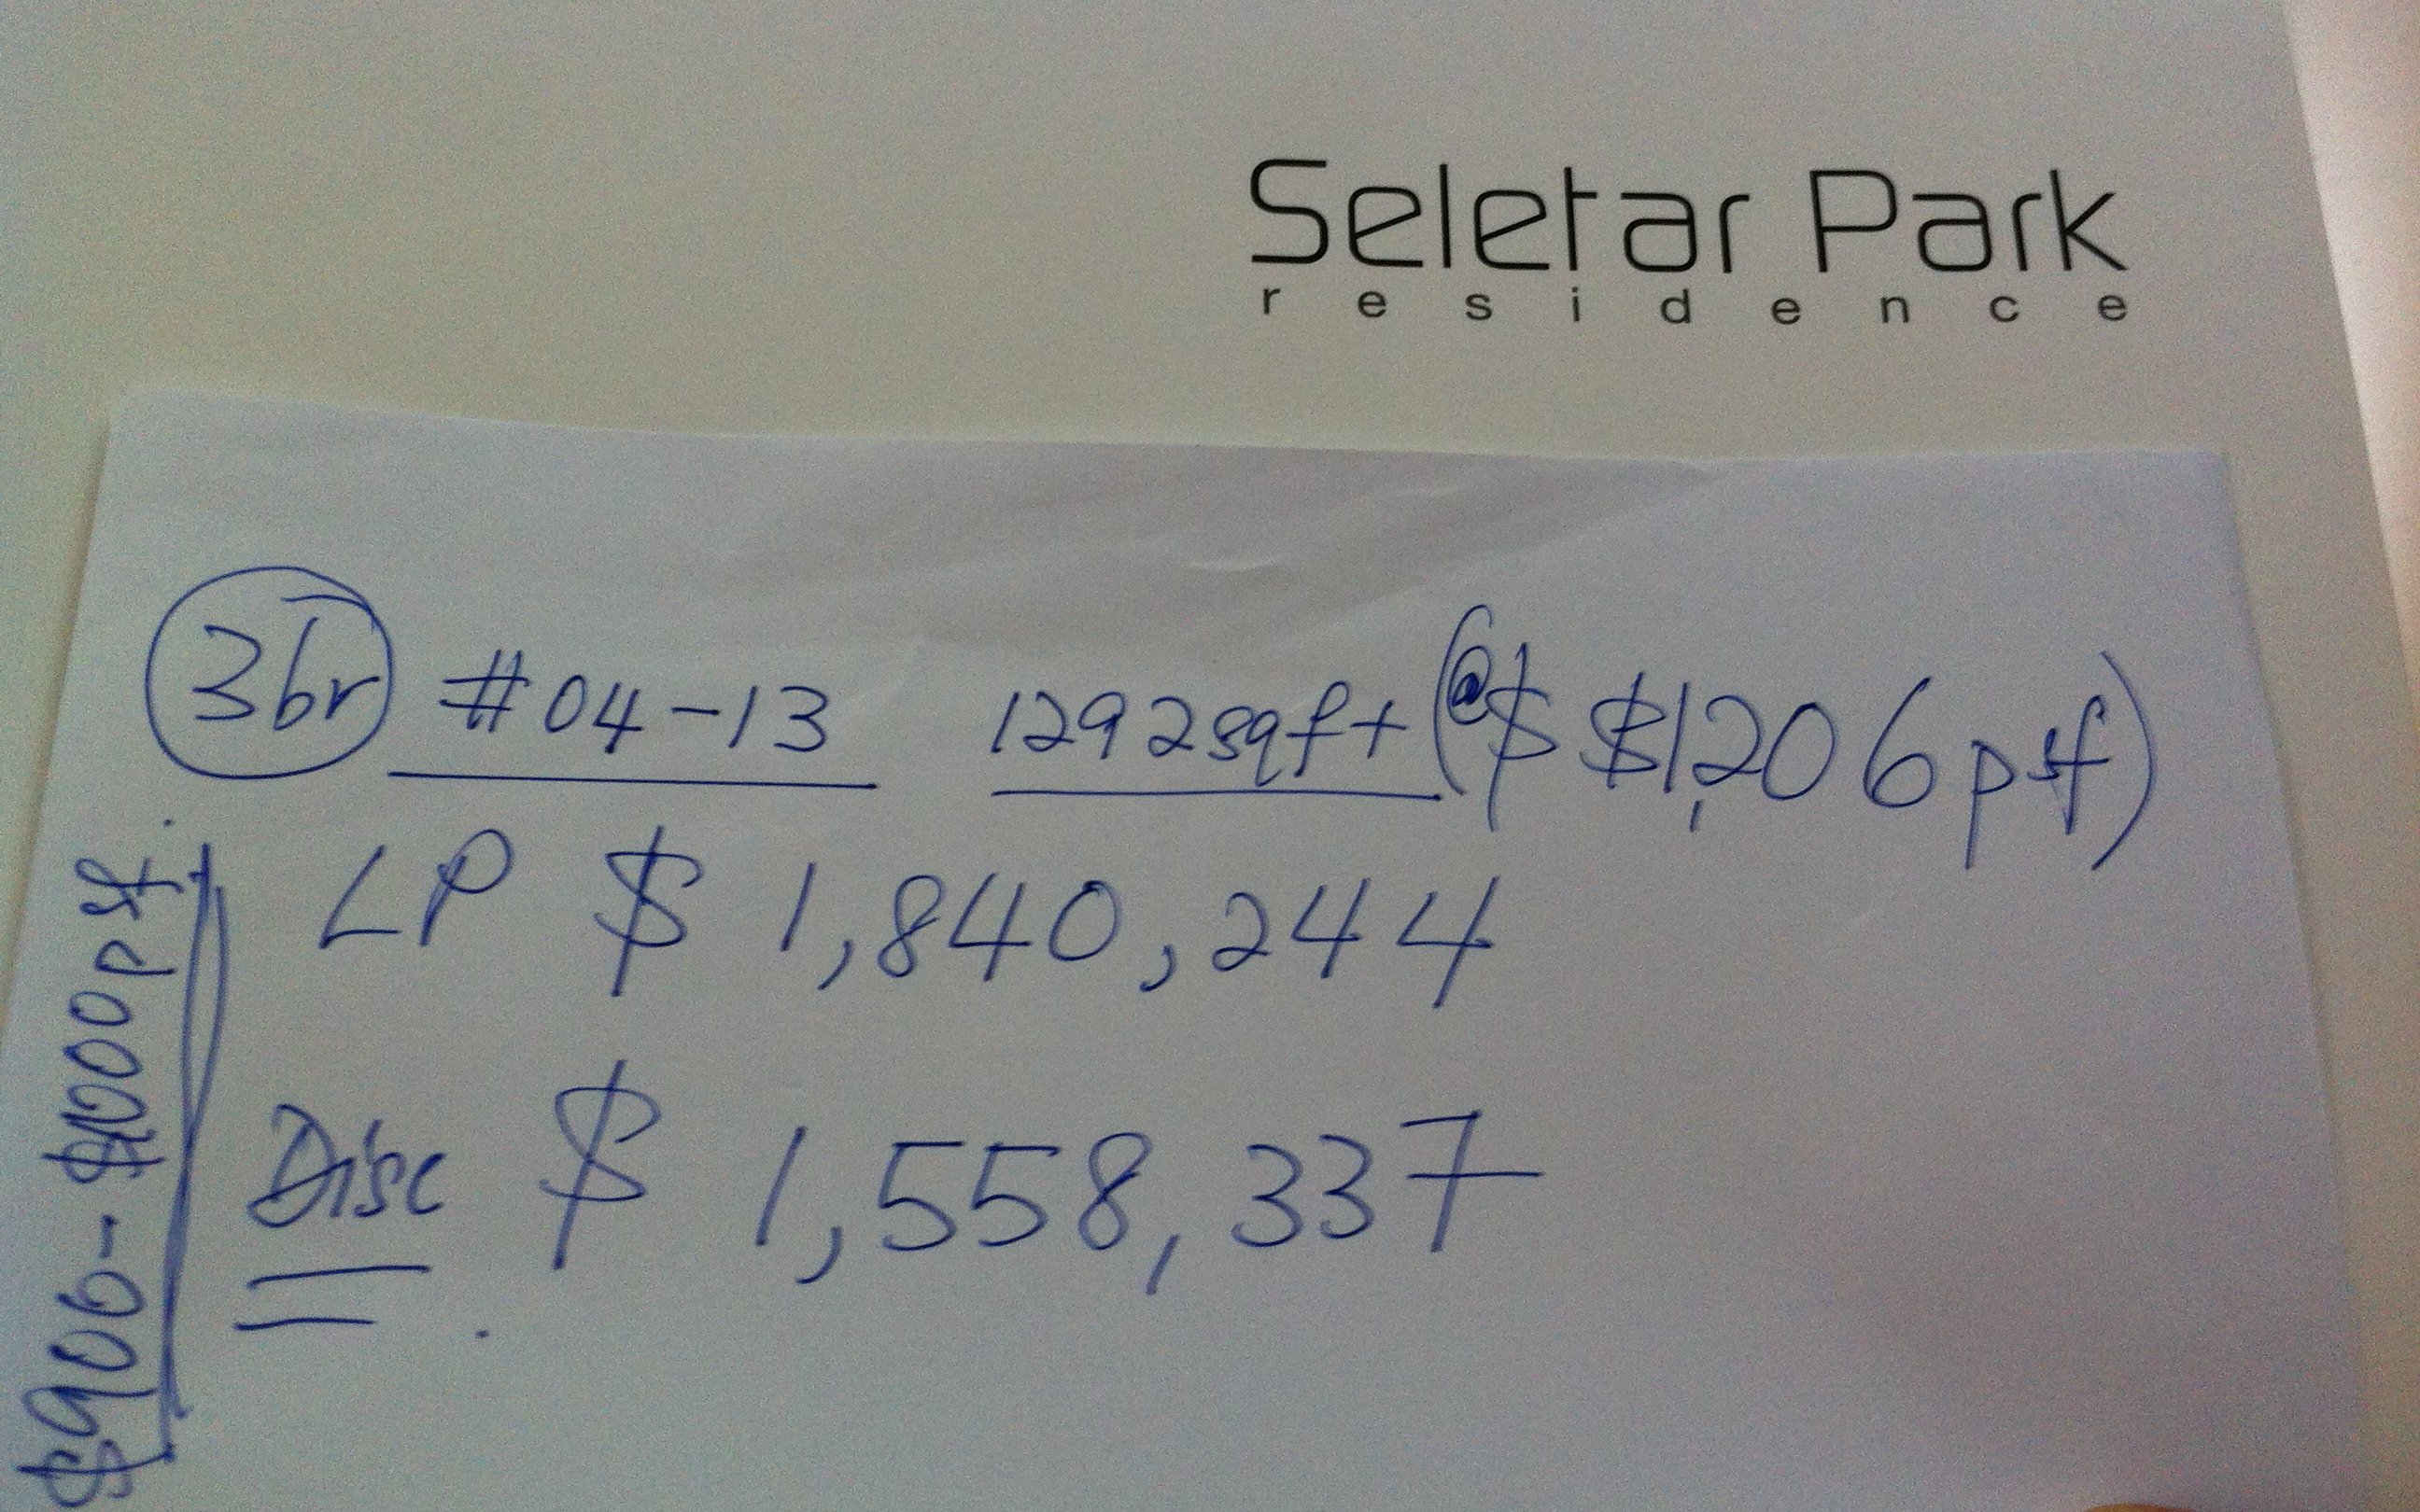 Seletar Park
residence
3br #04-13 1292sqft (@$ $1,206psf)
LP $ 1,840,244
Disc $ 1,558,337
$900-$1000psf